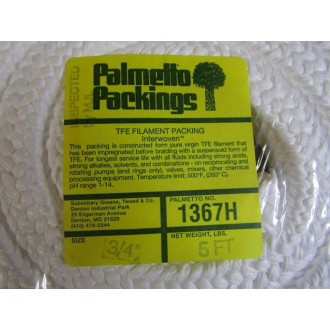 Palmetto
Packings
TFE FILAMENT PACKING
Interwoven™
This packing is constructed form pure virgin TFE filament that
has been impregnated before braiding with a suspensoid form of
TFE. For longest service life with all fluids including strong acids,
strong alkalies, solvents, and combinations - on reciprocating and
rotating pumps (end rings only), valves, mixers, other chemical
processing equipment. Temperature limit: 500°F, (260° C).
pH range 1-14.
Subsidiary Greene, Tweed & Co.
Denton Industrial Park
25 Engerman Avenue
Denton, MD 21629
(410) 479-2244
PALMETTO NO.
1367H
SIZE
3/4"
NET WEIGHT, LBS.
5 FT